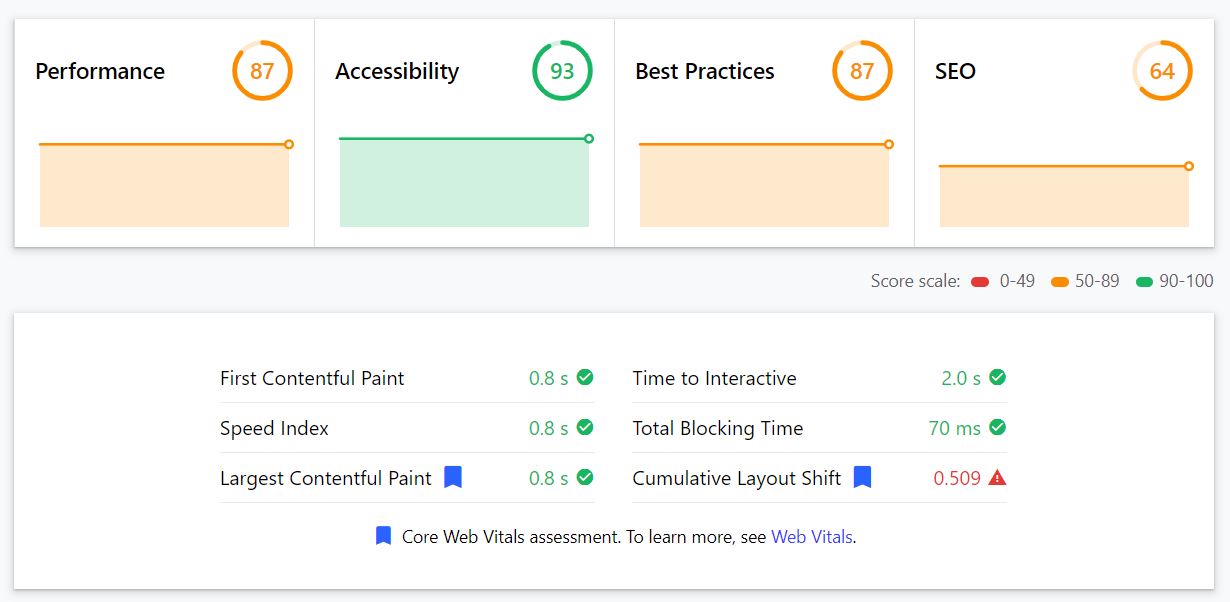 Performance 87 Accessibility 93 Best Practices 87 SEO 64
Score scale: 0-49 50-89 90-100
First Contentful Paint 0.8 s Time to Interactive 2.0 s
Speed Index 0.8 s Total Blocking Time 70 ms
Largest Contentful Paint 0.8 s Cumulative Layout Shift 0.509
Core Web Vitals assessment. To learn more, see Web Vitals.